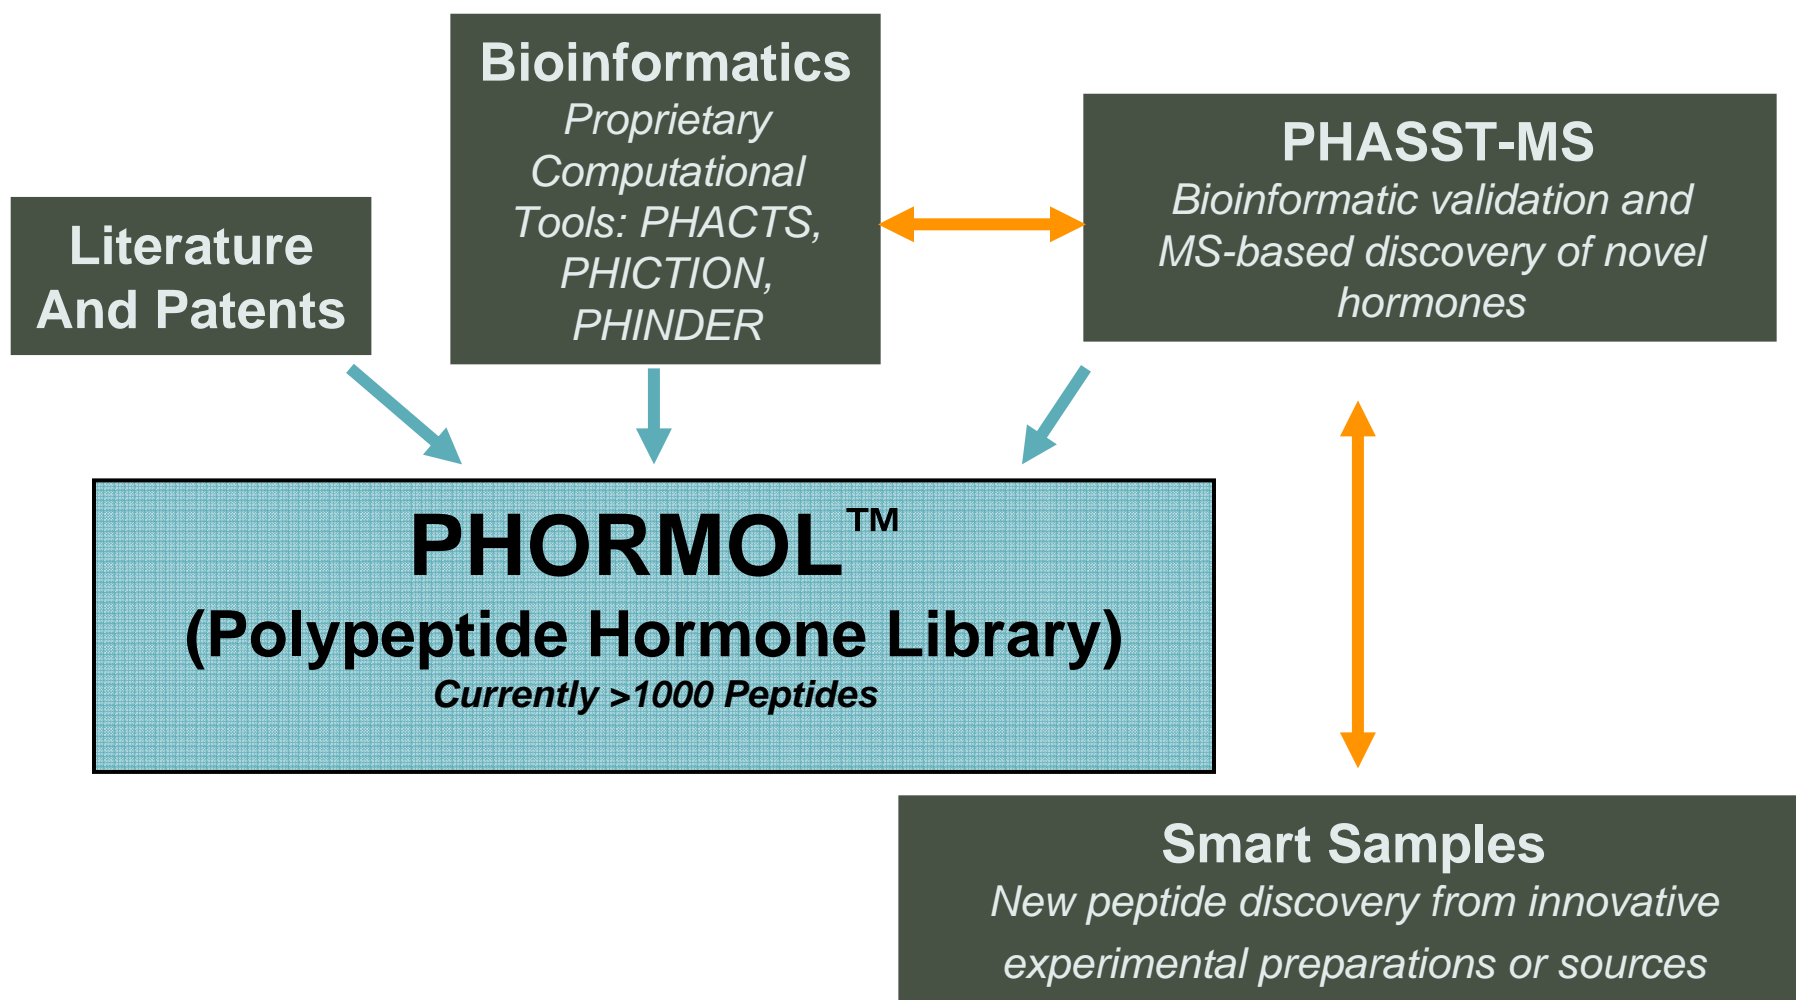 Literature
And Patents
Bioinformatics
Proprietary
Computational
Tools: PHACTS,
PHICTION,
PHINDER
PHASST-MS
Bioinformatic validation and
MS-based discovery of novel
hormones
PHORMOL™
(Polypeptide Hormone Library)
Currently >1000 Peptides
Smart Samples
New peptide discovery from innovative
experimental preparations or sources